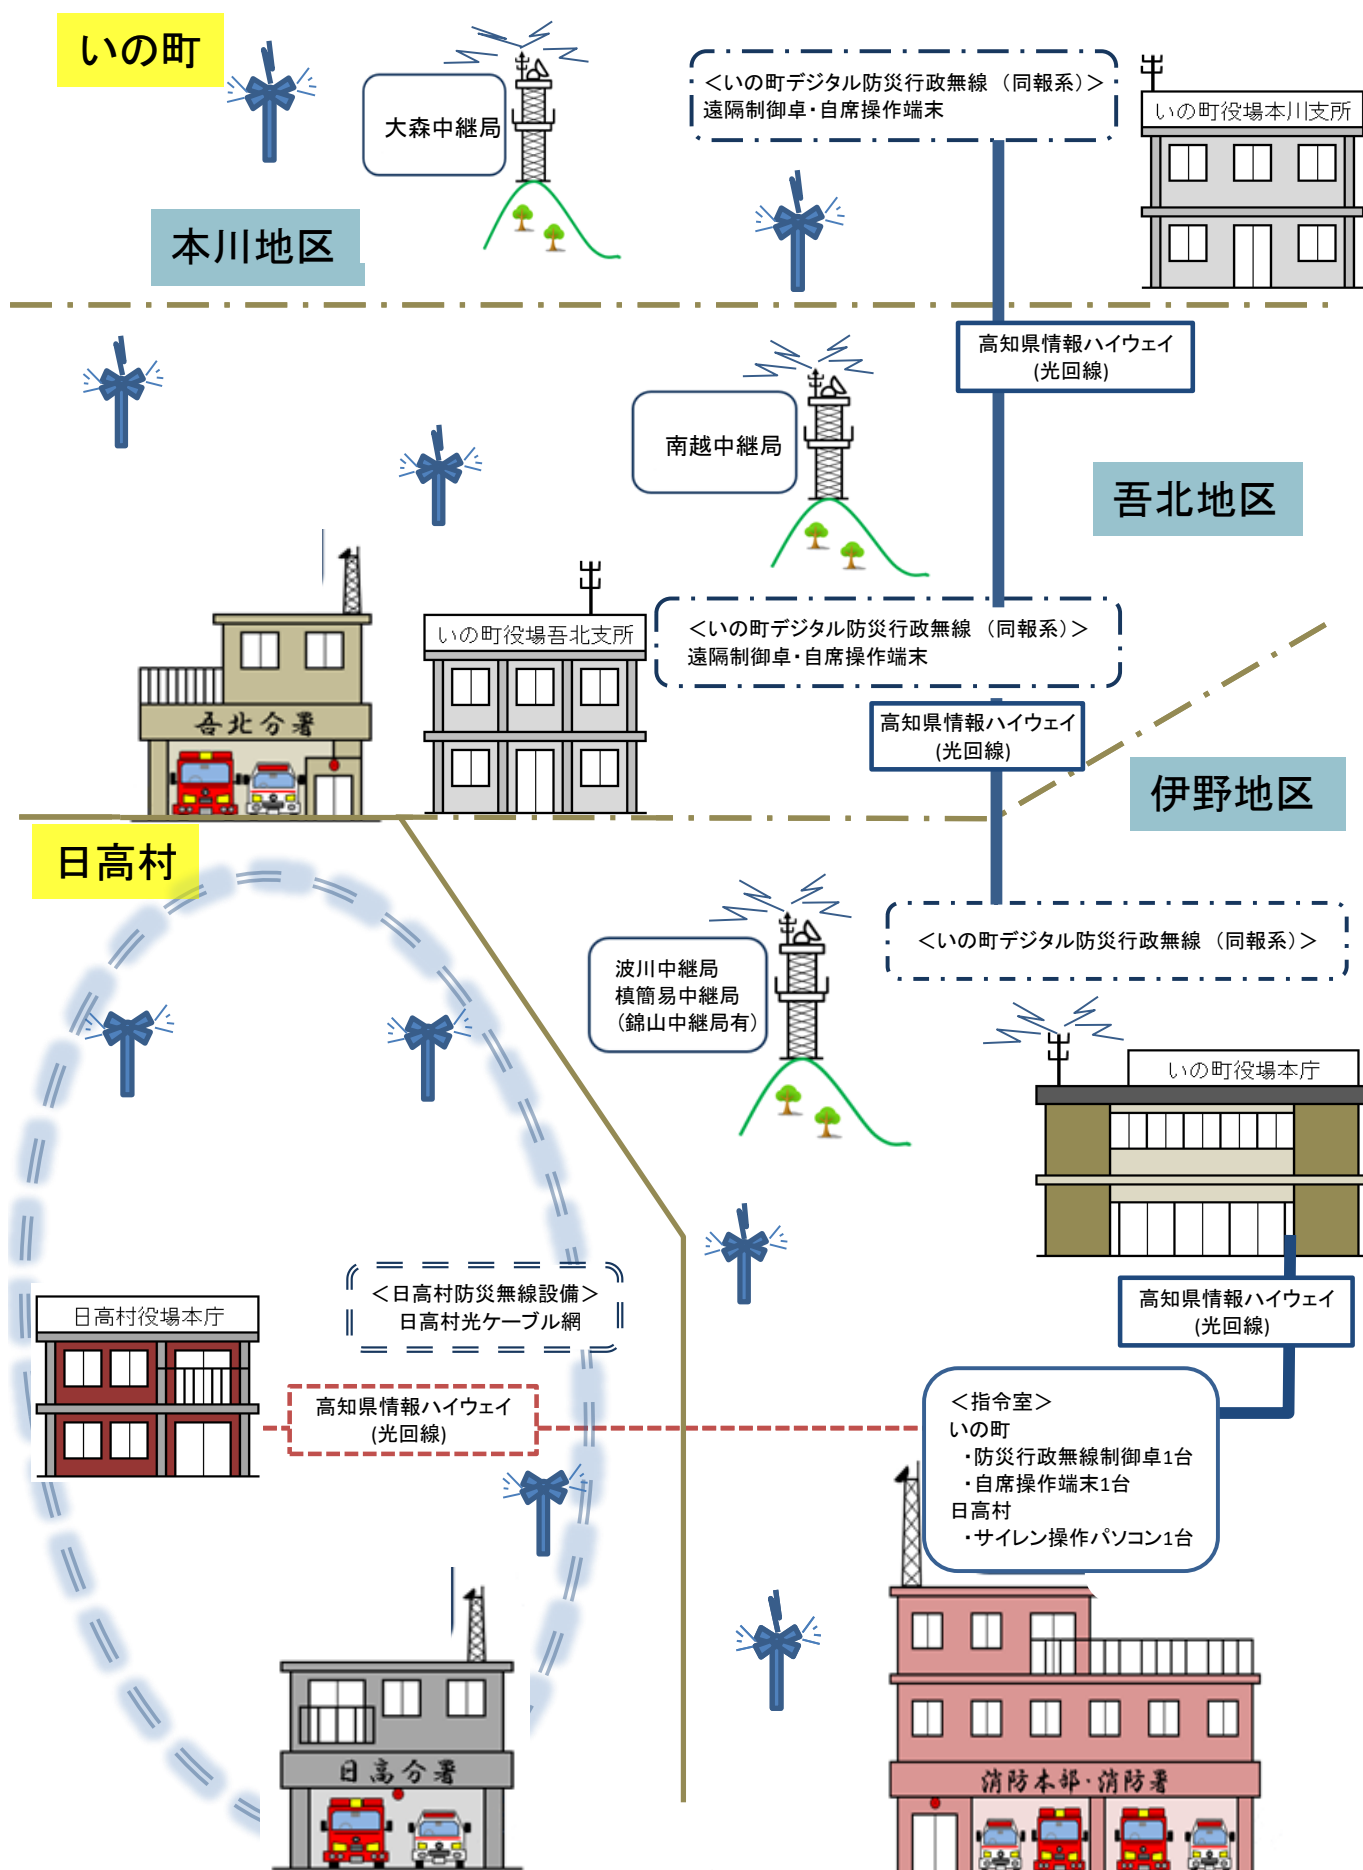 いの町
大森中継局
＜いの町デジタル防災行政無線（同報系）＞
遠隔制御卓・自席操作端末
いの町役場本川支所
本川地区
高知県情報ハイウェイ
(光回線)
南越中継局
吾北地区
いの町役場吾北支所
＜いの町デジタル防災行政無線（同報系）＞
遠隔制御卓・自席操作端末
吾北分署
高知県情報ハイウェイ
(光回線)
伊野地区
日高村
＜いの町デジタル防災行政無線（同報系）＞
波川中継局
槙簡易中継局
（錦山中継局有）
いの町役場本庁
＜日高村防災無線設備＞
日高村光ケーブル網
高知県情報ハイウェイ
(光回線)
日高村役場本庁
高知県情報ハイウェイ
(光回線)
＜指令室＞
いの町
・防災行政無線制御卓1台
・自席操作端末1台
日高村
・サイレン操作パソコン1台
日高分署
消防本部・消防署